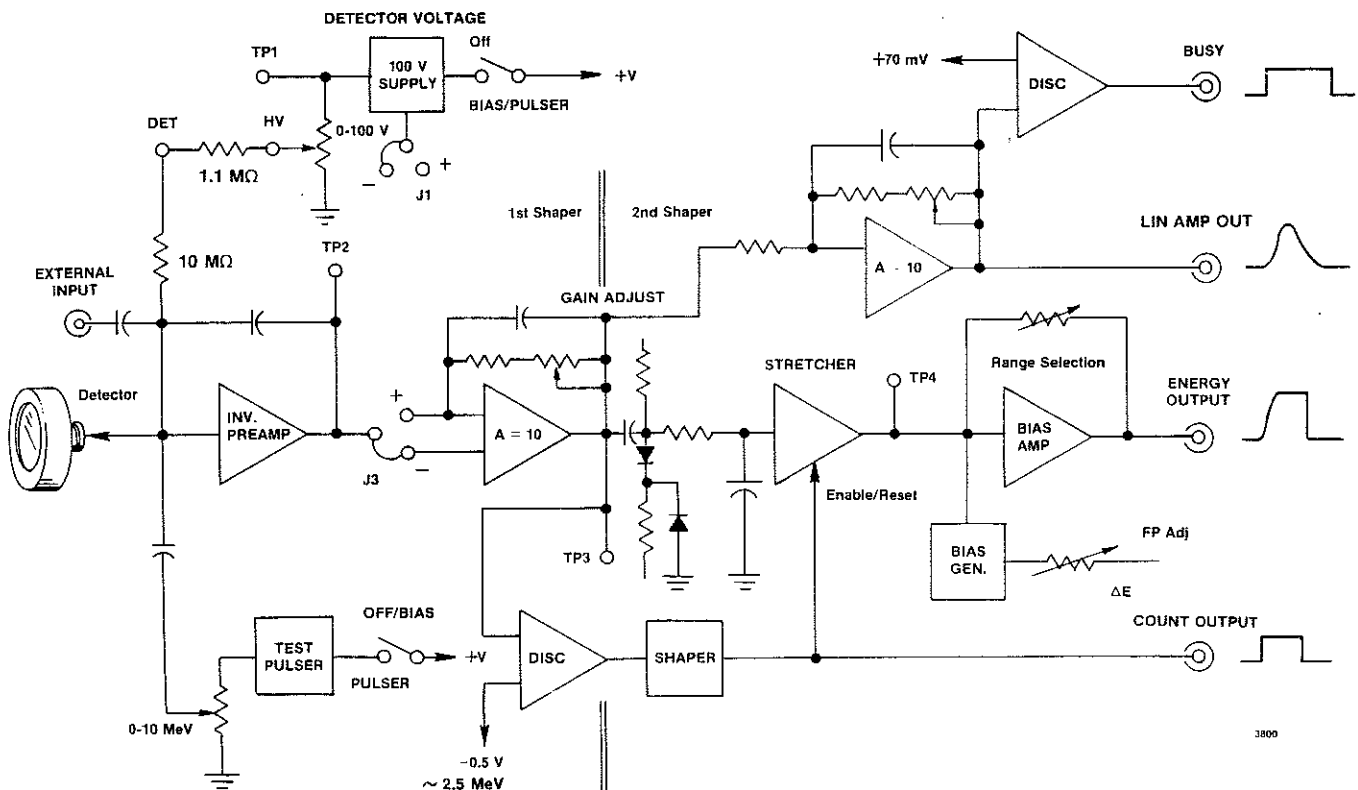 DETECTOR VOLTAGE
TP1
100 V
SUPPLY
Off
+V
BIAS/PULSER
DET
HV
0-100 V
1.1 MΩ
−
+
J1
+70 mV
DISC
BUSY
1st Shaper
2nd Shaper
10 MΩ
TP2
EXTERNAL
INPUT
A - 10
LIN AMP OUT
GAIN ADJUST
Detector
INV.
PREAMP
+
−
J3
A = 10
STRETCHER
TP4
Range Selection
BIAS
AMP
ENERGY
OUTPUT
Enable/Reset
TP3
BIAS
GEN.
FP Adj
ΔE
TEST
PULSER
OFF/BIAS
+V
PULSER
DISC
SHAPER
COUNT OUTPUT
0-10 MeV
−0.5 V
~ 2.5 MeV
3800